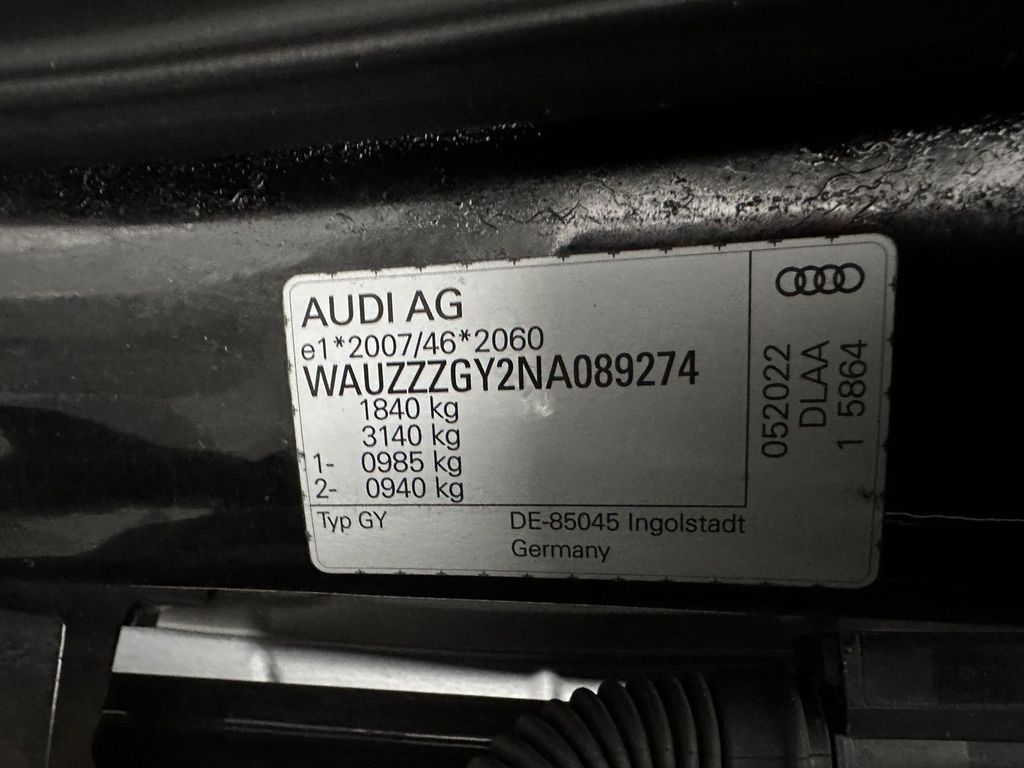 AUDI AG
e1*2007/46*2060
WAUZZZGY2NA089274
1840 kg
3140 kg
1- 0985 kg
2- 0940 kg
Typ GY
DE-85045 Ingolstadt
Germany
052022
DLAA
1 5864